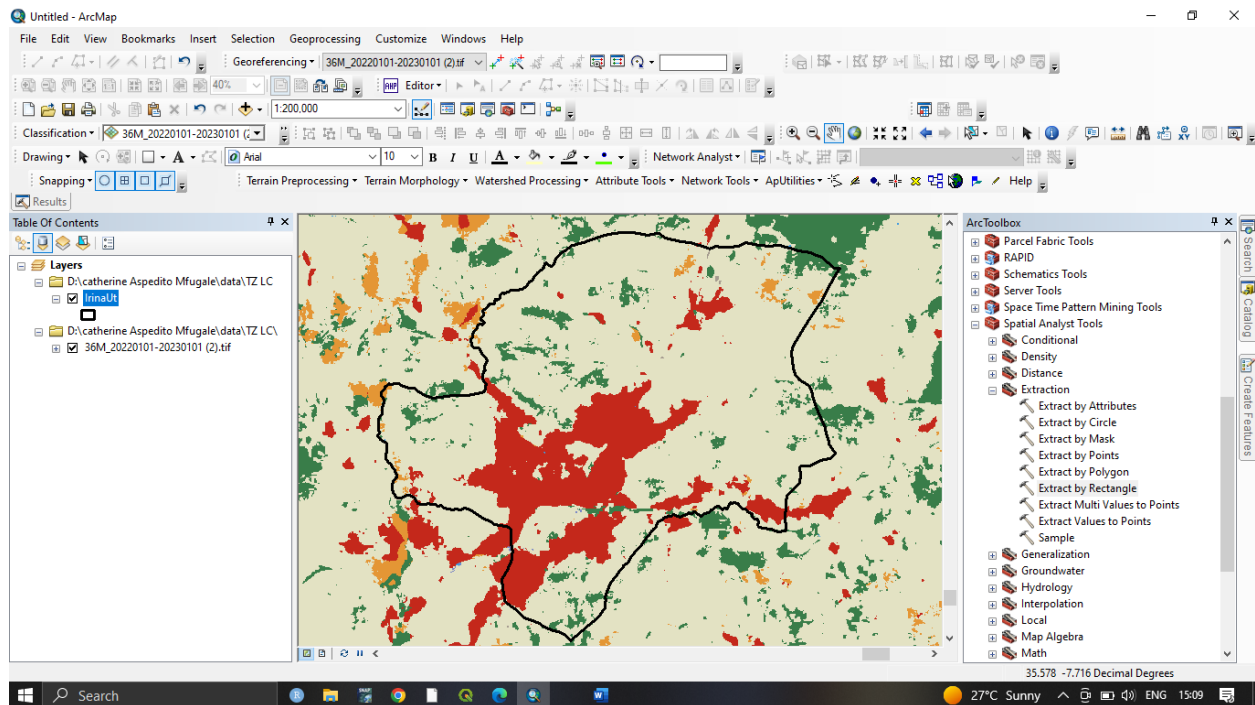 Untitled - ArcMap
File Edit View Bookmarks Insert Selection Geoprocessing Customize Windows Help
Georeferencing 36M_20220101-20230101 (2).tif
40% Editor
1:200,000
Classification 36M_20220101-20230101 (2
Drawing A Arial 10 B I U A Network Analyst
Snapping Terrain Preprocessing Terrain Morphology Watershed Processing Attribute Tools Network Tools ApUtilities Help
Results
Table Of Contents
Layers
D:\catherine Aspedito Mfugale\data\TZ LC
IrinaUt
D:\catherine Aspedito Mfugale\data\TZ LC\
36M_20220101-20230101 (2).tif
ArcToolbox
Parcel Fabric Tools
RAPID
Schematics Tools
Server Tools
Space Time Pattern Mining Tools
Spatial Analyst Tools
Conditional
Density
Distance
Extraction
Extract by Attributes
Extract by Circle
Extract by Mask
Extract by Points
Extract by Polygon
Extract by Rectangle
Extract Multi Values to Points
Extract Values to Points
Sample
Generalization
Groundwater
Hydrology
Interpolation
Local
Map Algebra
Math
Search
Catalog
Create Features
35.578 -7.716 Decimal Degrees
Search
27°C Sunny ENG 15:09